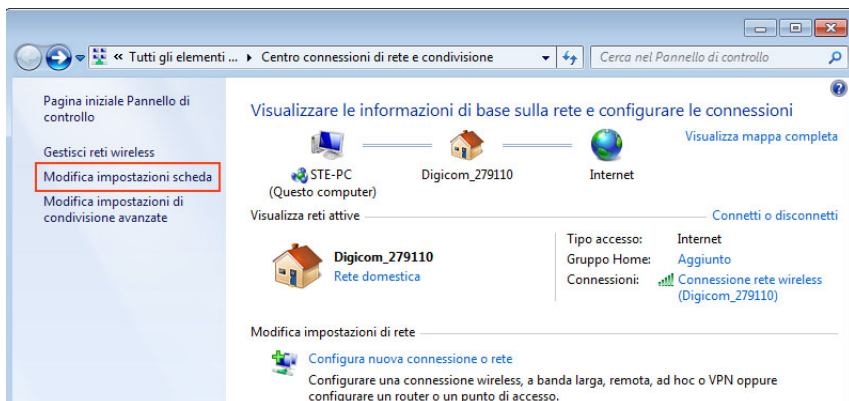 « Tutti gli elementi ... ▸ Centro connessioni di rete e condivisione
Cerca nel Pannello di controllo
Pagina iniziale Pannello di
controllo
Gestisci reti wireless
Modifica impostazioni scheda
Modifica impostazioni di
condivisione avanzate
Visualizzare le informazioni di base sulla rete e configurare le connessioni
Visualizza mappa completa
STE-PC
(Questo computer)
Digicom_279110
Internet
Visualizza reti attive
Connetti o disconnetti
Digicom_279110
Rete domestica
Tipo accesso: Internet
Gruppo Home: Aggiunto
Connessioni: Connessione rete wireless
(Digicom_279110)
Modifica impostazioni di rete
Configura nuova connessione o rete
Configurare una connessione wireless, a banda larga, remota, ad hoc o VPN oppure
configurare un router o un punto di accesso.